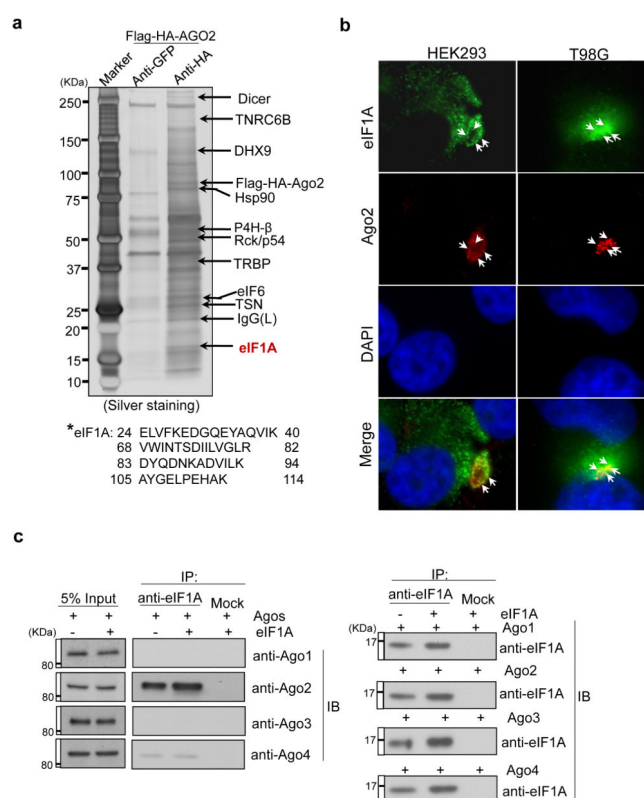 a
Flag-HA-AGO2
Marker
Anti-GFP
Anti-HA
(KDa)
250
150
100
75
50
37
25
20
15
10
Dicer
TNRC6B
DHX9
Flag-HA-Ago2
Hsp90
P4H-β
Rck/p54
TRBP
eIF6
TSN
IgG(L)
eIF1A
(Silver staining)
*eIF1A: 24 ELVFKEDGQEYAQVIK 40
68 VWINTSDIILVGLR 82
83 DYQDNKADVILK 94
105 AYGELPEHAK 114
b
HEK293 T98G
eIF1A
Ago2
DAPI
Merge
c
IP:
5% Input anti-eIF1A Mock
+ + + + + Agos
- + - + + eIF1A
(KDa)
80 anti-Ago1
80 anti-Ago2
80 anti-Ago3
80 anti-Ago4
IB
IP:
anti-eIF1A Mock
- + + eIF1A
(KDa) + + + Ago1
17 anti-eIF1A
+ + + Ago2
17 anti-eIF1A
+ + + Ago3
17 anti-eIF1A
+ + + Ago4
17 anti-eIF1A
IB